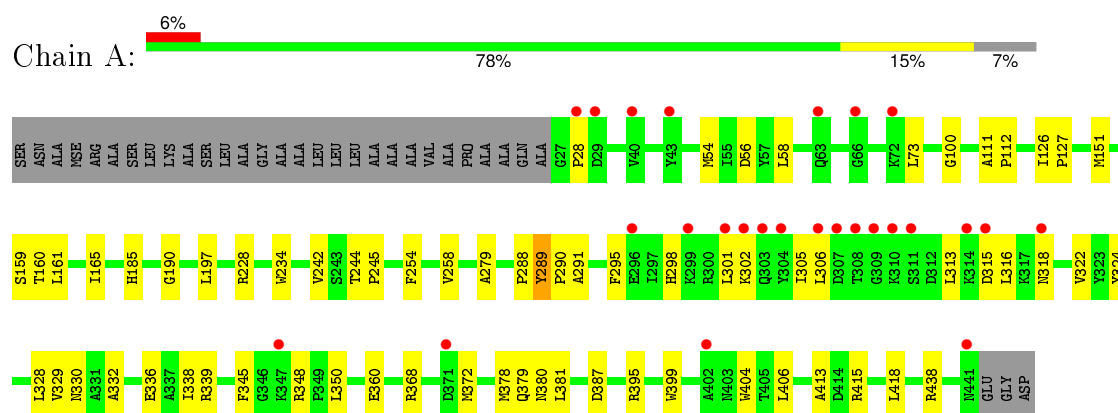 6%
Chain A:
78% 15% 7%
SER ASN ALA MSE ARG ALA SER LEU LYS ALA SER LEU ALA GLY ALA ALA LEU LEU LEU ALA ALA ALA VAL ALA PRO ALA ALA GLN ALA G27 P28 D29 V40 Y43 M54 I55 D56 Y57 L58 Q63 G66 K72 L73 G100 A111 P112 I126 P127 M151
S159 T160 L161 I165 H185 G190 L197 R228 W234 V242 S243 T244 P245 F254 V258 A279 P288 Y289 P290 A291 F295 E296 I297 H298 K299 R300 L301 K302 Q303 Y304 I305 L306 D307 T308 G309 K310 S311 D312 L313 K314 D315 L316 K317 N318 V322 Y323 Y324
L328 V329 N330 A331 A332 E336 A337 I338 R339 F345 G346 K347 R348 P349 L350 E360 R368 D371 M372 M378 Q379 N380 L381 D387 R395 W399 A402 N403 W404 T405 L406 A413 D414 R415 L418 R438 N441 GLU GLY ASP